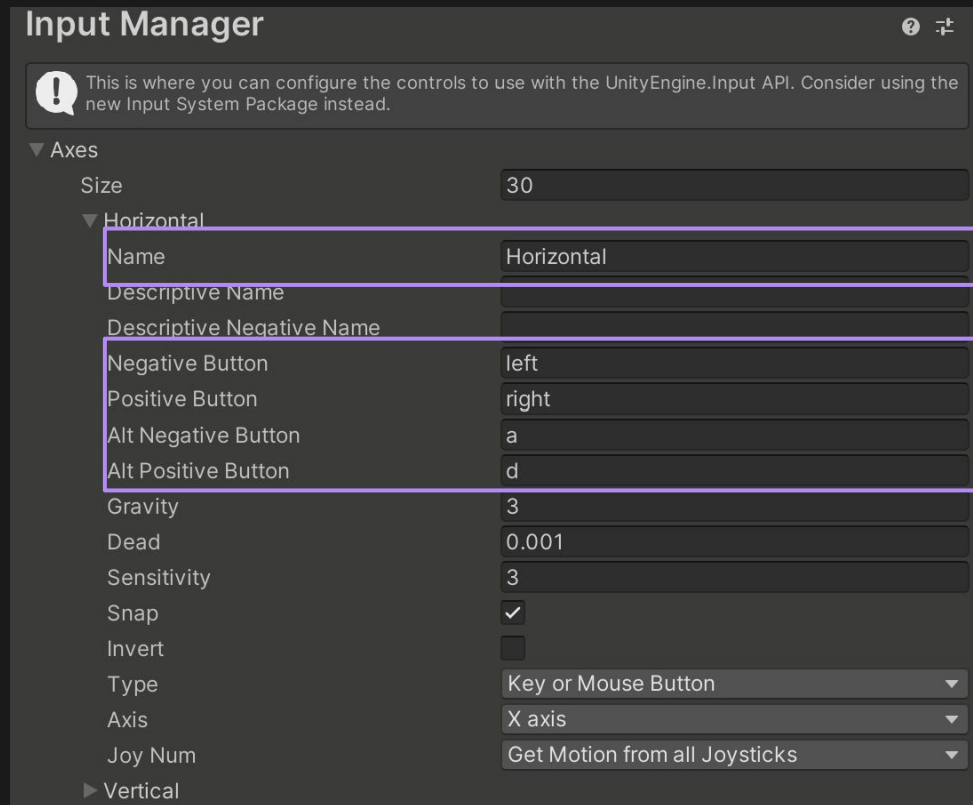 Input Manager
This is where you can configure the controls to use with the UnityEngine.Input API. Consider using the
new Input System Package instead.
Axes
Size 30
Horizontal
Name Horizontal
Descriptive Name
Descriptive Negative Name
Negative Button left
Positive Button right
Alt Negative Button a
Alt Positive Button d
Gravity 3
Dead 0.001
Sensitivity 3
Snap
Invert
Type Key or Mouse Button
Axis X axis
Joy Num Get Motion from all Joysticks
Vertical